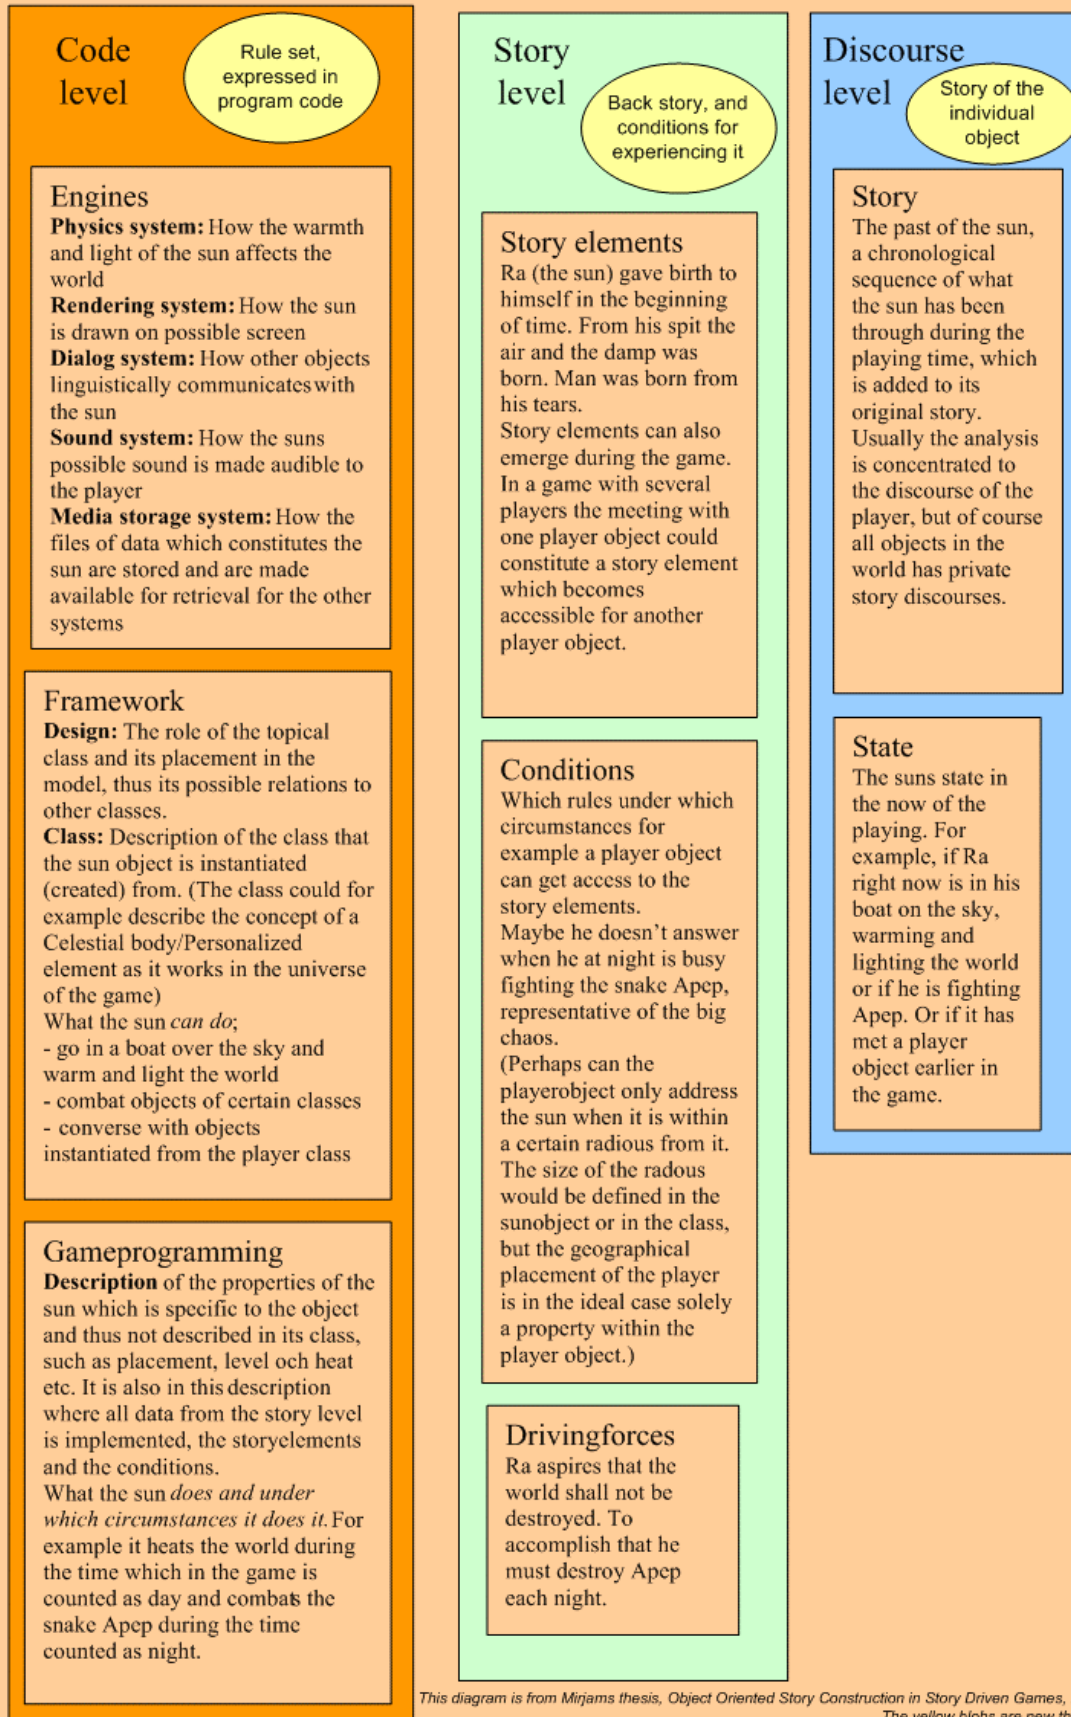 Code
level
Rule set,
expressed in
program code
Engines
Physics system: How the warmth
and light of the sun affects the
world
Rendering system: How the sun
is drawn on possible screen
Dialog system: How other objects
linguistically communicates with
the sun
Sound system: How the suns
possible sound is made audible to
the player
Media storage system: How the
files of data which constitutes the
sun are stored and are made
available for retrieval for the other
systems
Framework
Design: The role of the topical
class and its placement in the
model, thus its possible relations to
other classes.
Class: Description of the class that
the sun object is instantiated
(created) from. (The class could for
example describe the concept of a
Celestial body/Personalized
element as it works in the universe
of the game)
What the sun can do;
- go in a boat over the sky and
warm and light the world
- combat objects of certain classes
- converse with objects
instantiated from the player class
Gameprogramming
Description of the properties of the
sun which is specific to the object
and thus not described in its class,
such as placement, level och heat
etc. It is also in this description
where all data from the story level
is implemented, the storyelements
and the conditions.
What the sun does and under
which circumstances it does it. For
example it heats the world during
the time which in the game is
counted as day and combats the
snake Apep during the time
counted as night.
Story
level
Back story, and
conditions for
experiencing it
Story elements
Ra (the sun) gave birth to
himself in the beginning
of time. From his spit the
air and the damp was
born. Man was born from
his tears.
Story elements can also
emerge during the game.
In a game with several
players the meeting with
one player object could
constitute a story element
which becomes
accessible for another
player object.
Conditions
Which rules under which
circumstances for
example a player object
can get access to the
story elements.
Maybe he doesn't answer
when he at night is busy
fighting the snake Apep,
representative of the big
chaos.
(Perhaps can the
playerobject only address
the sun when it is within
a certain radious from it.
The size of the radous
would be defined in the
sunobject or in the class,
but the geographical
placement of the player
is in the ideal case solely
a property within the
player object.)
Drivingforces
Ra aspires that the
world shall not be
destroyed. To
accomplish that he
must destroy Apep
each night.
Discourse
level
Story of the
individual
object
Story
The past of the sun,
a chronological
sequence of what
the sun has been
through during the
playing time, which
is added to its
original story.
Usually the analysis
is concentrated to
the discourse of the
player, but of course
all objects in the
world has private
story discourses.
State
The suns state in
the now of the
playing. For
example, if Ra
right now is in his
boat on the sky,
warming and
lighting the world
or if he is fighting
Apep. Or if it has
met a player
object earlier in
the game.
This diagram is from Mirjams thesis, Object Oriented Story Construction in Story Driven Games,
The yellow blobs are new